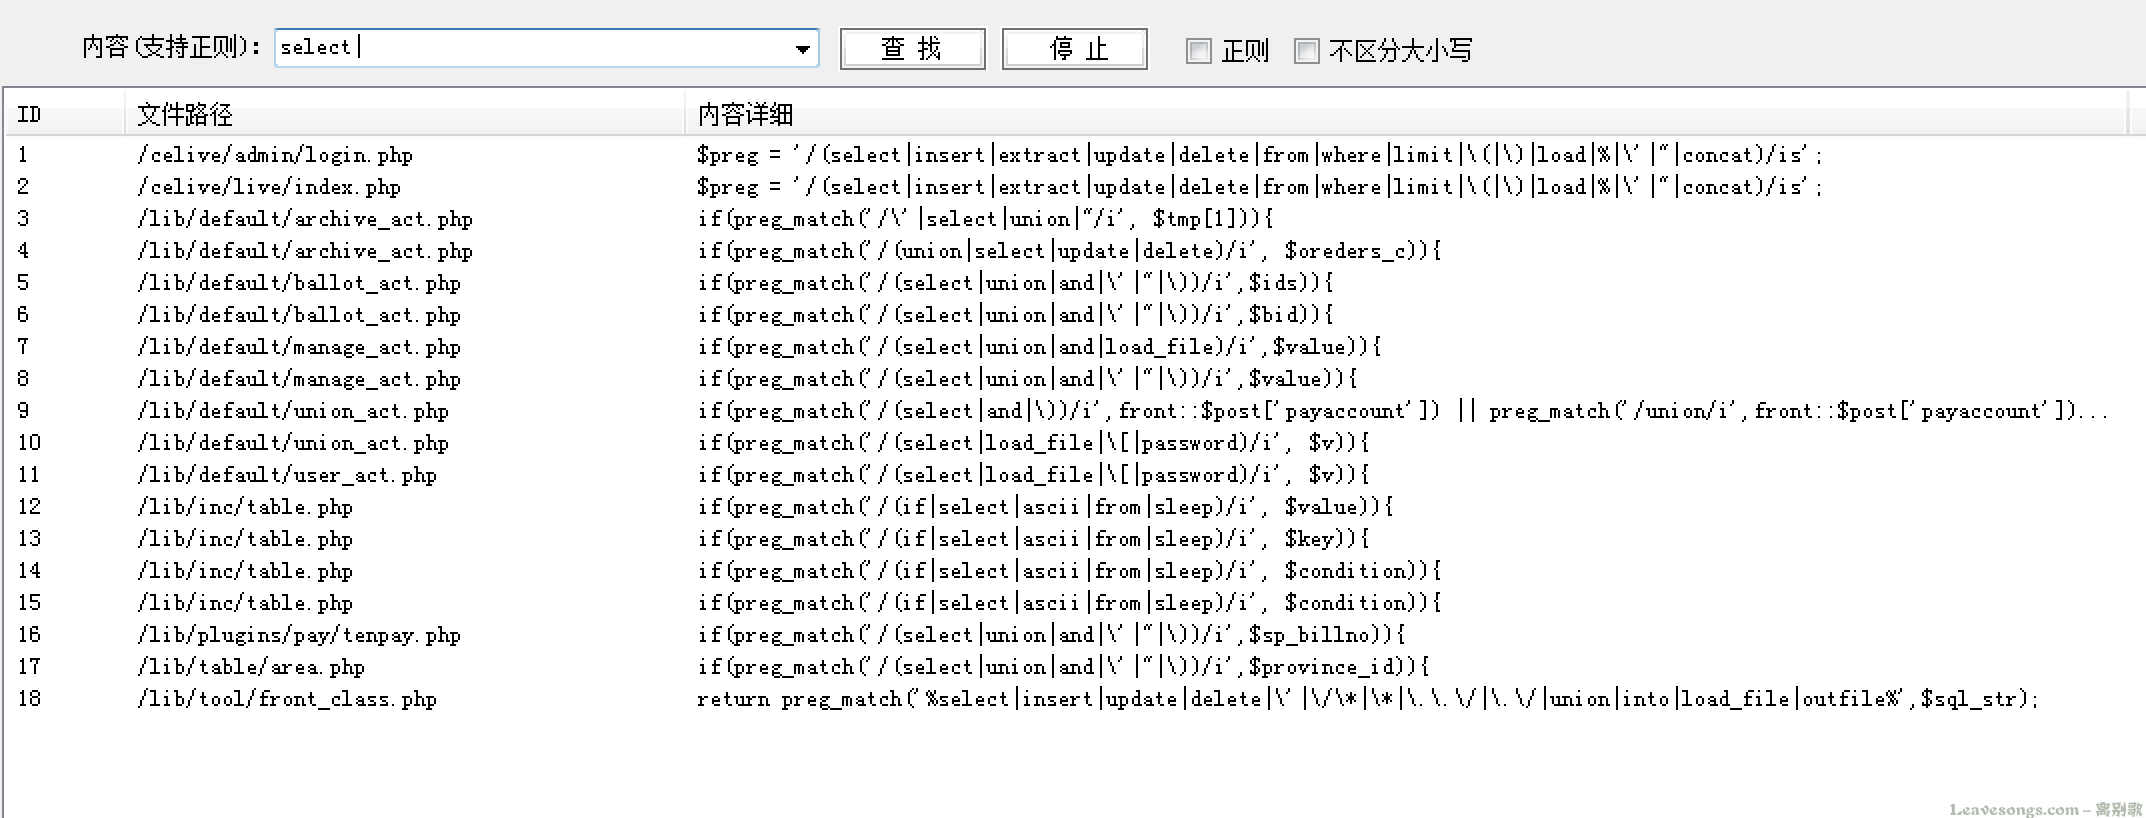 内容(支持正则): select 查 找 停 止 正则 不区分大小写
ID 文件路径 内容详细
1 /celive/admin/login.php $preg = '/(select|insert|extract|update|delete|from|where|limit|\(|\)|load|%|\'|"|concat)/is';
2 /celive/live/index.php $preg = '/(select|insert|extract|update|delete|from|where|limit|\(|\)|load|%|\'|"|concat)/is';
3 /lib/default/archive_act.php if(preg_match('/\'|select|union|"/i', $tmp[1])){
4 /lib/default/archive_act.php if(preg_match('/(union|select|update|delete)/i', $oreders_c)){
5 /lib/default/ballot_act.php if(preg_match('/(select|union|and|\'|"|\))/i',$ids)){
6 /lib/default/ballot_act.php if(preg_match('/(select|union|and|\'|"|\))/i',$bid)){
7 /lib/default/manage_act.php if(preg_match('/(select|union|and|load_file)/i',$value)){
8 /lib/default/manage_act.php if(preg_match('/(select|union|and|\'|"|\))/i',$value)){
9 /lib/default/union_act.php if(preg_match('/(select|and|\))/i',front::$post['payaccount']) || preg_match('/union/i',front::$post['payaccount'])...
10 /lib/default/union_act.php if(preg_match('/(select|load_file|\[|password)/i', $v)){
11 /lib/default/user_act.php if(preg_match('/(select|load_file|\[|password)/i', $v)){
12 /lib/inc/table.php if(preg_match('/(if|select|ascii|from|sleep)/i', $value)){
13 /lib/inc/table.php if(preg_match('/(if|select|ascii|from|sleep)/i', $key)){
14 /lib/inc/table.php if(preg_match('/(if|select|ascii|from|sleep)/i', $condition)){
15 /lib/inc/table.php if(preg_match('/(if|select|ascii|from|sleep)/i', $condition)){
16 /lib/plugins/pay/tenpay.php if(preg_match('/(select|union|and|\'|"|\))/i',$sp_billno)){
17 /lib/table/area.php if(preg_match('/(select|union|and|\'|"|\))/i',$province_id)){
18 /lib/tool/front_class.php return preg_match('%select|insert|update|delete|\'|\/\*|\*|\.\.\/|\.\/|union|into|load_file|outfile%',$sql_str);
Leavesongs.com - 离别歌